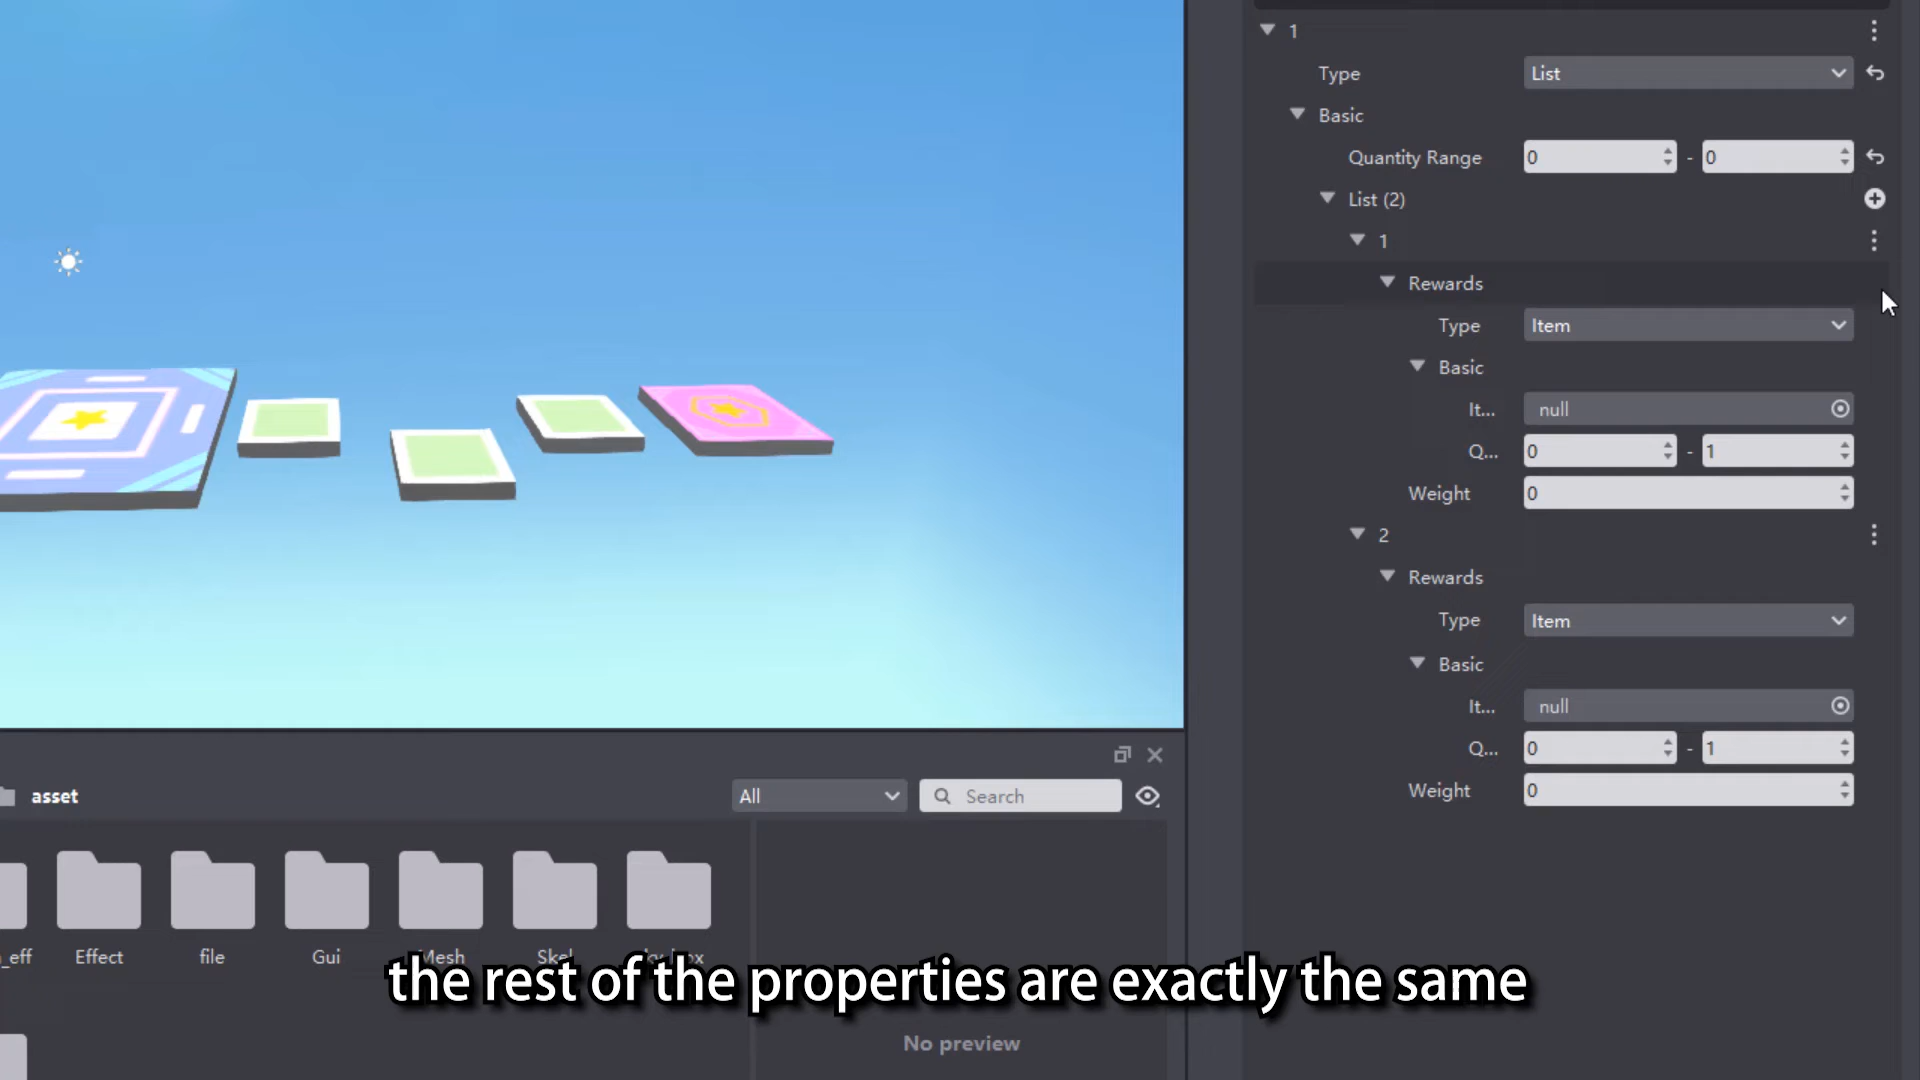 1
Type List
Basic
Quantity Range 0 - 0
List (2)
1
Rewards
Type Item
Basic
It... null
Q... 0 - 1
Weight 0
2
Rewards
Type Item
Basic
It... null
Q... 0 - 1
Weight 0
asset All Search
_eff Effect file Gui Mesh
the rest of the properties are exactly the same
No preview